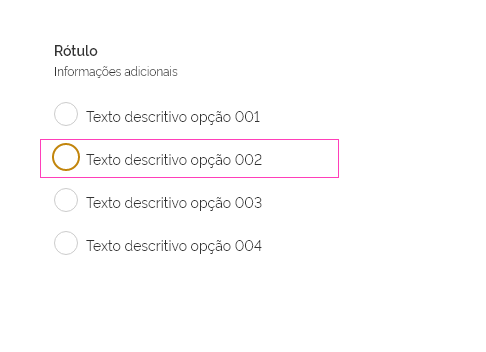 Rótulo
Informações adicionais
Texto descritivo opção 001
Texto descritivo opção 002
Texto descritivo opção 003
Texto descritivo opção 004